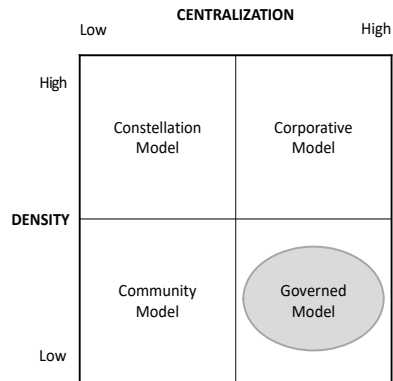 CENTRALIZATION
Low
High
High
Constellation
Model
Corporative
Model
DENSITY
Community
Model
Governed
Model
Low